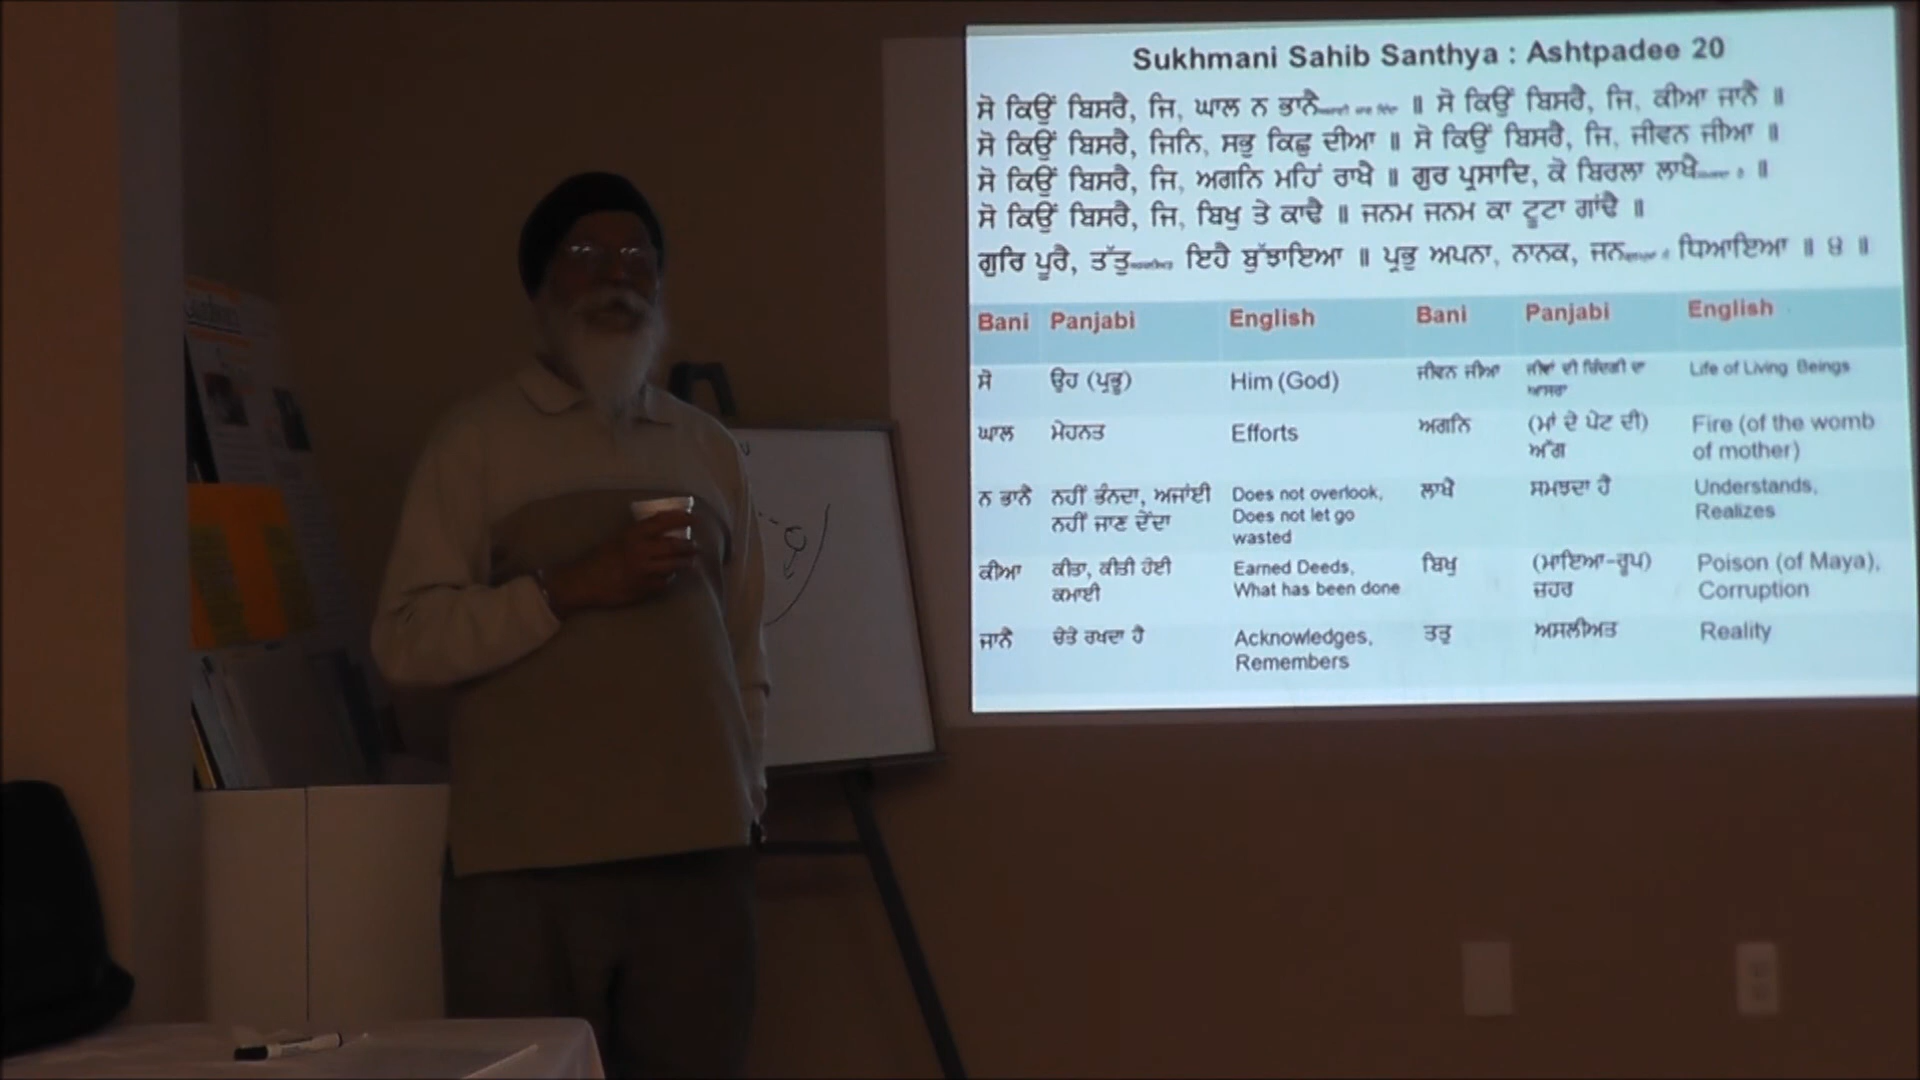 Sukhmani Sahib Santhya : Ashtpadee 20
ਸੋ ਕਿਉਂ ਬਿਸਰੈ, ਜਿ, ਘਾਲ ਨ ਭਾਨੈ ॥ ਸੋ ਕਿਉਂ ਬਿਸਰੈ, ਜਿ, ਕੀਆ ਜਾਨੈ ॥
ਸੋ ਕਿਉਂ ਬਿਸਰੈ, ਜਿਨਿ, ਸਭੁ ਕਿਛੁ ਦੀਆ ॥ ਸੋ ਕਿਉਂ ਬਿਸਰੈ, ਜਿ, ਜੀਵਨ ਜੀਆ ॥
ਸੋ ਕਿਉਂ ਬਿਸਰੈ, ਜਿ, ਅਗਨਿ ਮਹਿਂ ਰਾਖੈ ॥ ਗੁਰ ਪ੍ਰਸਾਦਿ, ਕੋ ਬਿਰਲਾ ਲਾਖੈ ॥
ਸੋ ਕਿਉਂ ਬਿਸਰੈ, ਜਿ, ਬਿਖੁ ਤੇ ਕਾਢੈ ॥ ਜਨਮ ਜਨਮ ਕਾ ਟੂਟਾ ਗਾਂਢੈ ॥
ਗੁਰਿ ਪੂਰੈ, ਤੱਤੁ ਇਹੈ ਬੁੱਝਾਇਆ ॥ ਪ੍ਰਭੁ ਅਪਨਾ, ਨਾਨਕ, ਜਨ ਧਿਆਇਆ ॥ ੪ ॥
Bani Panjabi English Bani Panjabi English
ਸੋ ਉਹ (ਪ੍ਰਭੂ) Him (God) ਜੀਵਨ ਜੀਆ ਜੀਵਾਂ ਦੀ ਜ਼ਿੰਦਗੀ ਦਾ ਆਸਰਾ Life of Living Beings
ਘਾਲ ਮੇਹਨਤ Efforts ਅਗਨਿ (ਮਾਂ ਦੇ ਪੇਟ ਦੀ) ਅੱਗ Fire (of the womb of mother)
ਨ ਭਾਨੈ ਨਹੀਂ ਭੰਨਦਾ, ਅਜਾਂਈ ਨਹੀਂ ਜਾਣ ਦੇਂਦਾ Does not overlook, Does not let go wasted ਲਾਖੈ ਸਮਝਦਾ ਹੈ Understands, Realizes
ਕੀਆ ਕੀਤਾ, ਕੀਤੀ ਹੋਈ ਕਮਾਈ Earned Deeds, What has been done ਬਿਖੁ (ਮਾਇਆ-ਰੂਪ) ਜ਼ਹਰ Poison (of Maya), Corruption
ਜਾਨੈ ਚੇਤੇ ਰਖਦਾ ਹੈ Acknowledges, Remembers ਤਤੁ ਅਸਲੀਅਤ Reality